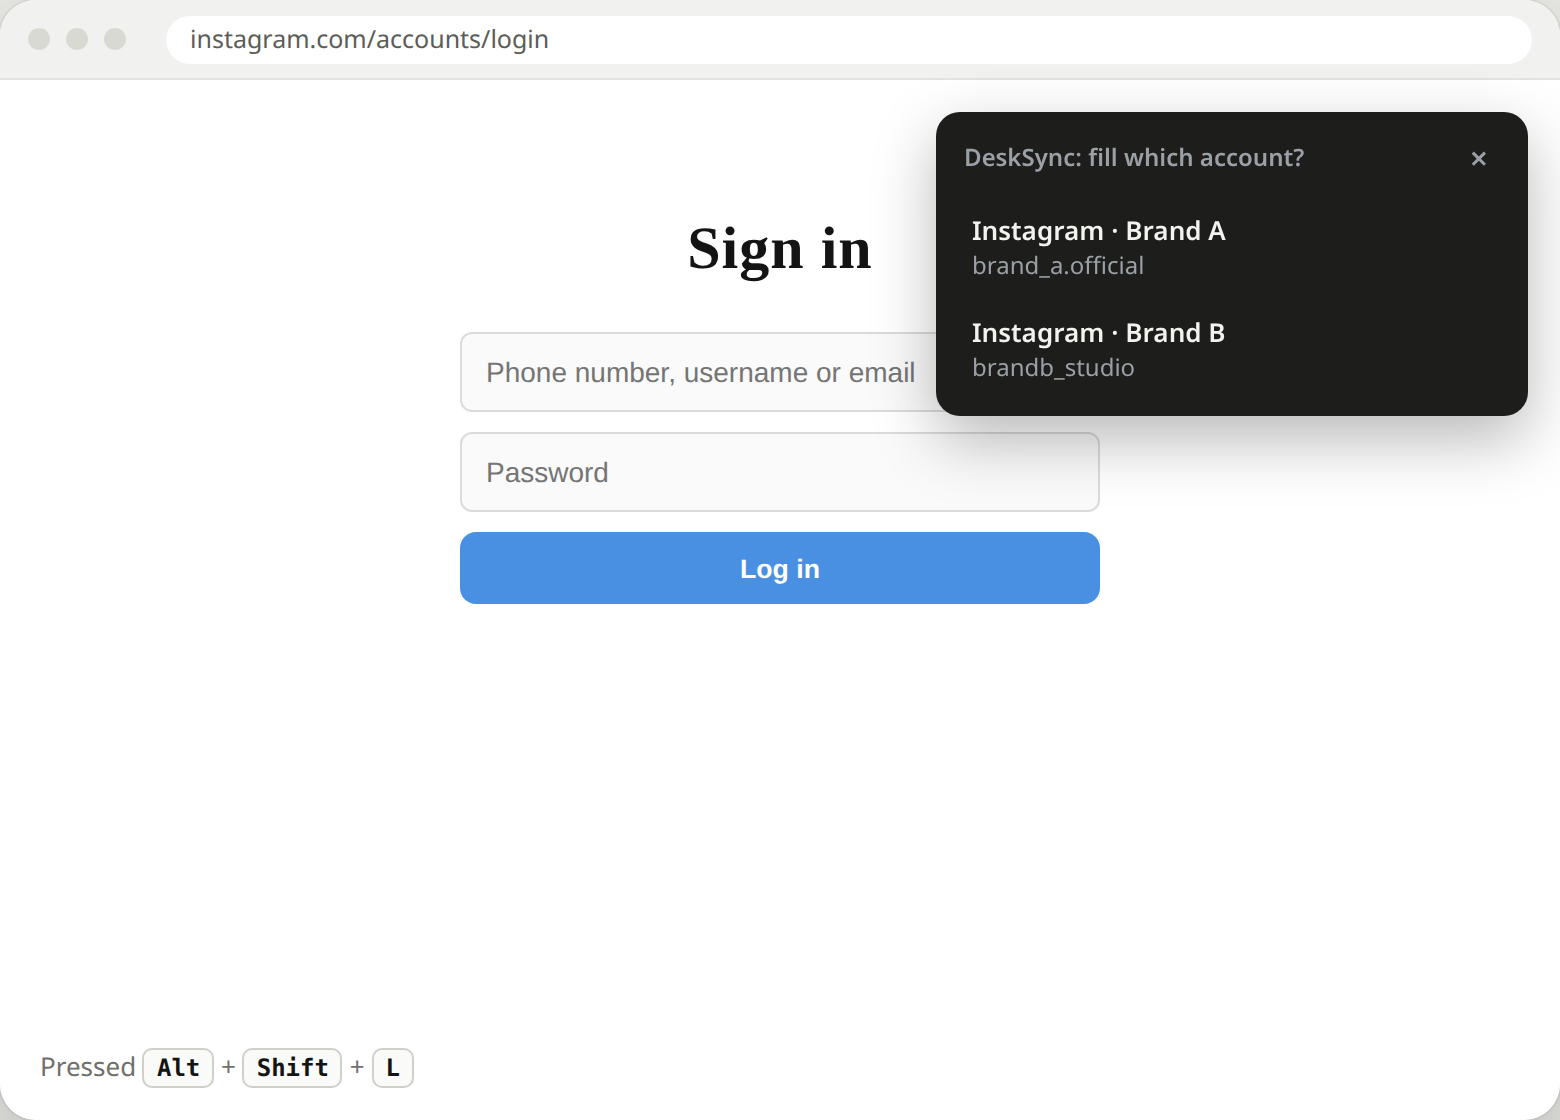 instagram.com/accounts/login
DeskSync: fill which account?
×
Instagram · Brand A
brand_a.official
Instagram · Brand B
brandb_studio
Sign in
Phone number, username or email
Password
Log in
Pressed Alt + Shift + L